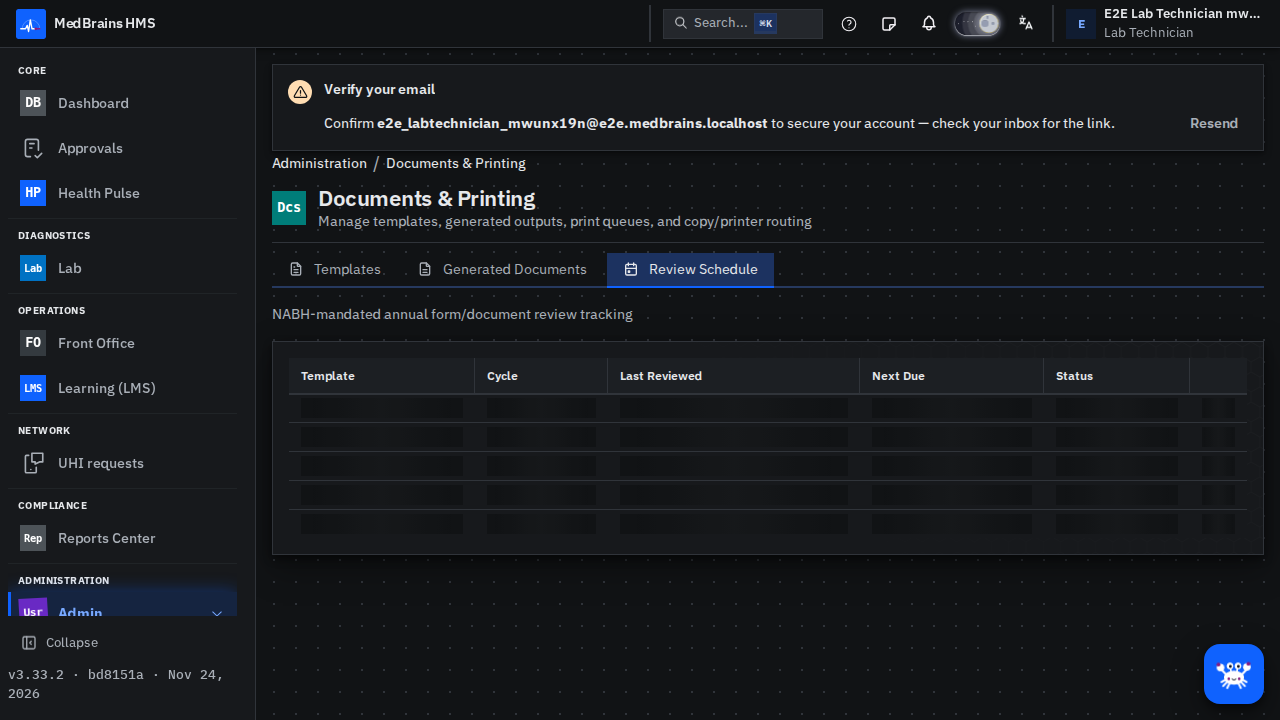 MedBrains HMS
Search... ⌘K
E
E2E Lab Technician mw...
Lab Technician
CORE
DB Dashboard
Approvals
HP Health Pulse
DIAGNOSTICS
Lab Lab
OPERATIONS
FO Front Office
LMS Learning (LMS)
NETWORK
UHI requests
COMPLIANCE
Rep Reports Center
ADMINISTRATION
Usr Admin
Collapse
v3.33.2 · bd8151a · Nov 24,
2026
Verify your email
Confirm e2e_labtechnician_mwunx19n@e2e.medbrains.localhost to secure your account — check your inbox for the link.
Resend
Administration / Documents & Printing
Dcs
Documents & Printing
Manage templates, generated outputs, print queues, and copy/printer routing
Templates Generated Documents Review Schedule
NABH-mandated annual form/document review tracking
Template Cycle Last Reviewed Next Due Status